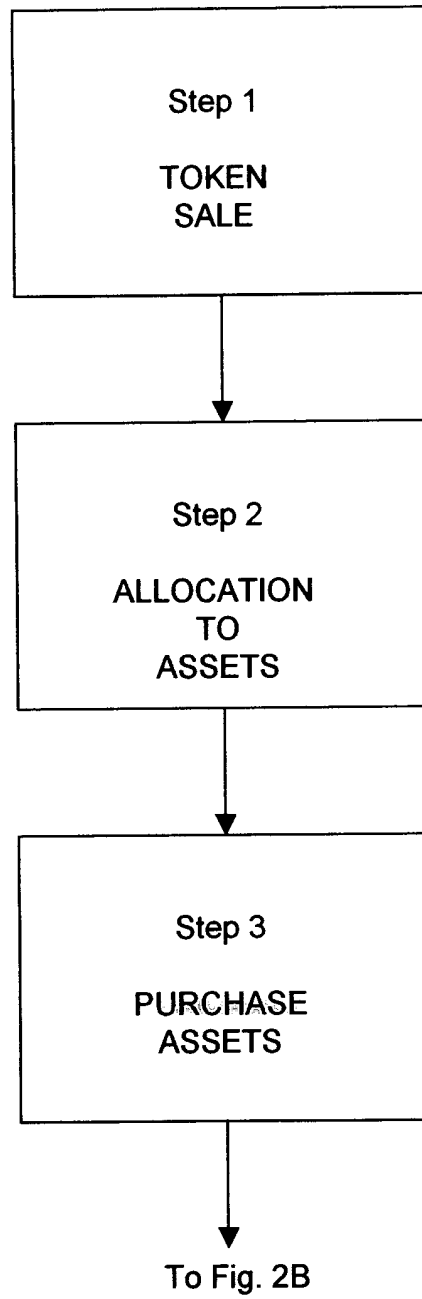 Step 1
TOKEN
SALE
Step 2
ALLOCATION
TO
ASSETS
Step 3
PURCHASE
ASSETS
To Fig. 2B